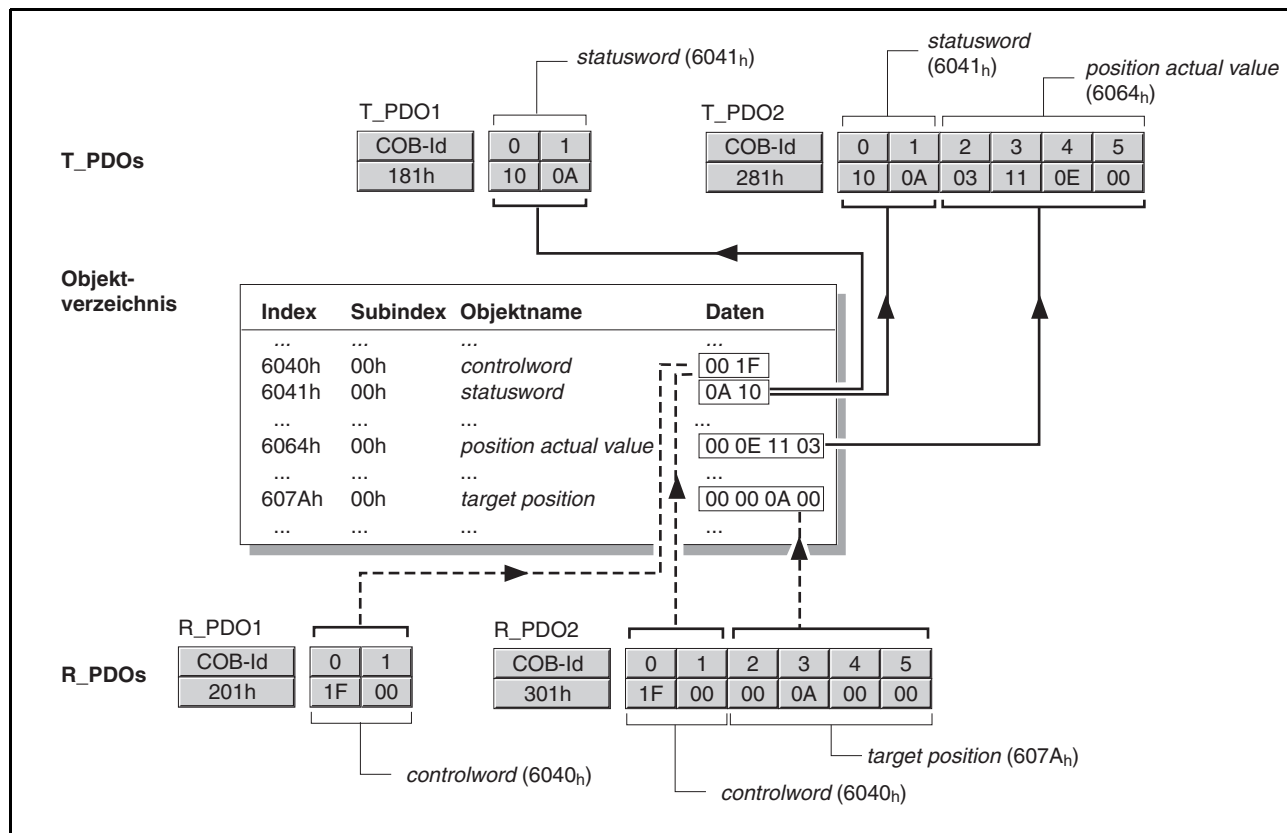 statusword (6041h)
statusword
(6041h)
position actual value
(6064h)
T_PDO1
T_PDO2
T_PDOs
COB-Id 0 1
181h 10 0A
COB-Id 0 1 2 3 4 5
281h 10 0A 03 11 0E 00
Objekt-
verzeichnis
Index Subindex Objektname Daten
... ... ... ...
6040h 00h controlword 00 1F
6041h 00h statusword 0A 10
... ... ... ...
6064h 00h position actual value 00 0E 11 03
... ... ... ...
607Ah 00h target position 00 00 0A 00
... ... ... ...
R_PDO1
R_PDO2
R_PDOs
COB-Id 0 1
201h 1F 00
COB-Id 0 1 2 3 4 5
301h 1F 00 00 0A 00 00
target position (607Ah)
controlword (6040h)
controlword (6040h)